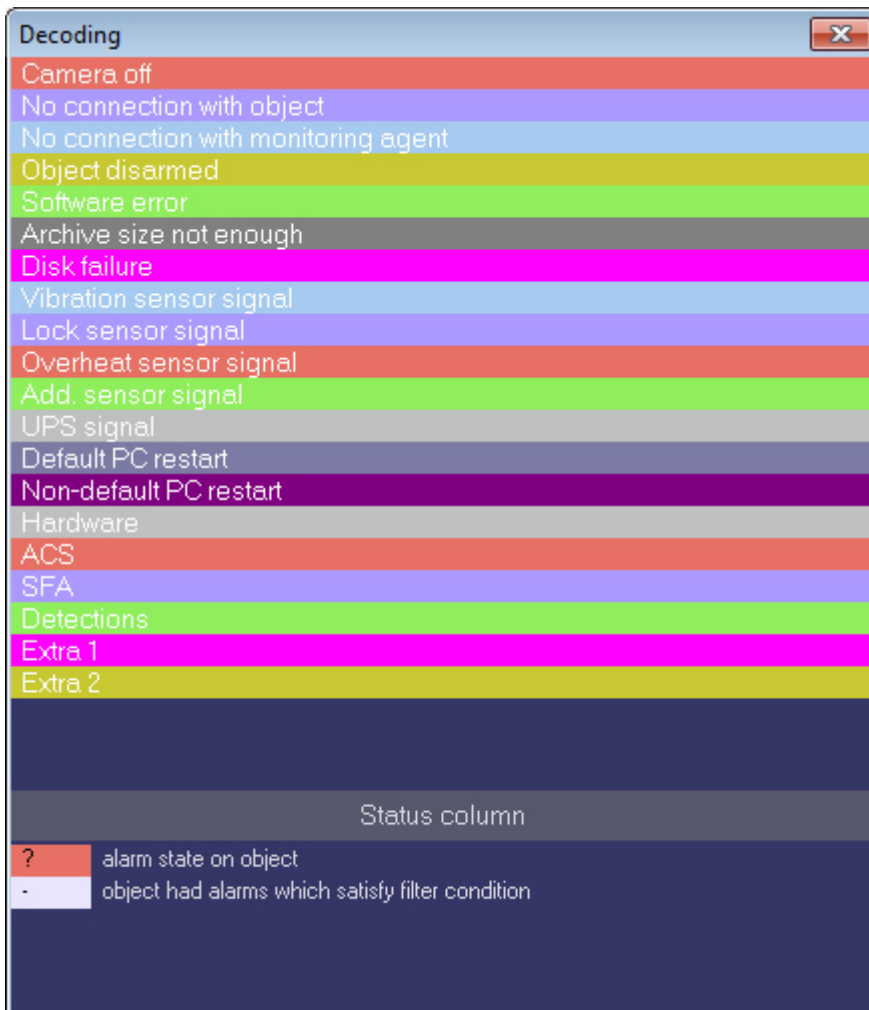 Decoding
Camera off
No connection with object
No connection with monitoring agent
Object disarmed
Software error
Archive size not enough
Disk failure
Vibration sensor signal
Lock sensor signal
Overheat sensor signal
Add. sensor signal
UPS signal
Default PC restart
Non-default PC restart
Hardware
ACS
SFA
Detections
Extra 1
Extra 2
Status column
? alarm state on object
- object had alarms which satisfy filter condition